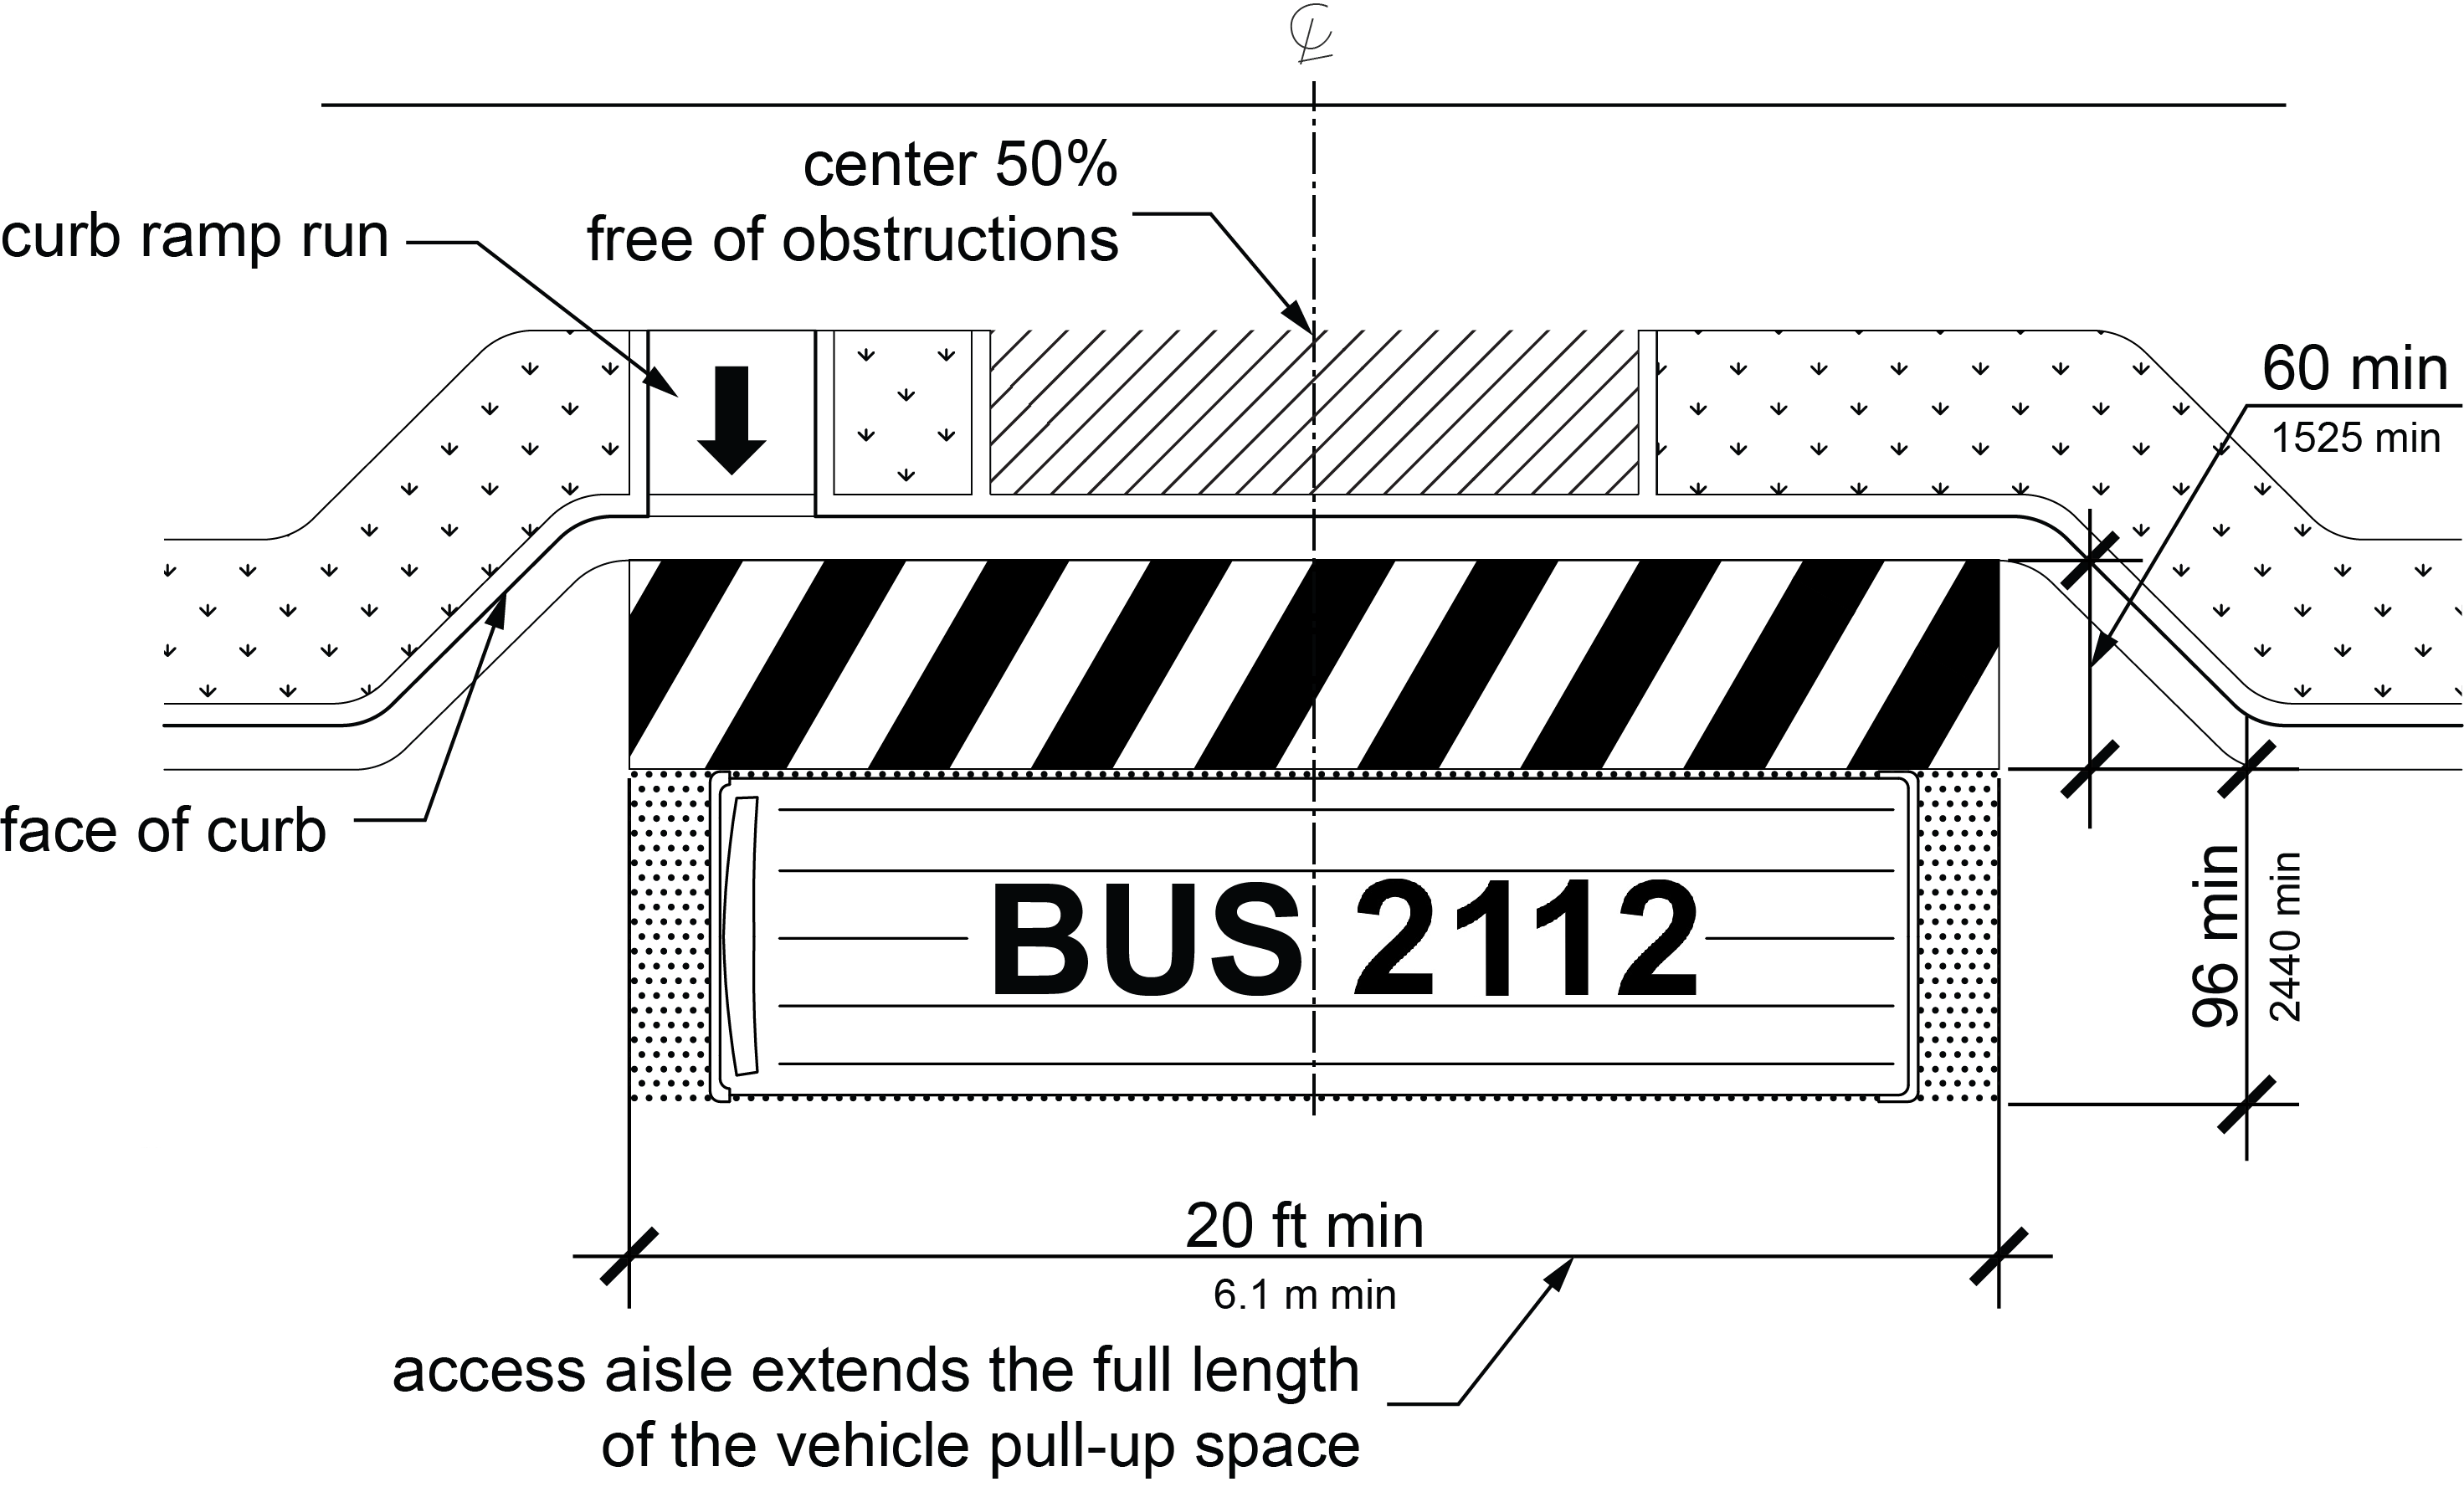 ℄
center 50%
free of obstructions
curb ramp run
60 min
1525 min
face of curb
BUS 2112
96 min
2440 min
20 ft min
6.1 m min
access aisle extends the full length
of the vehicle pull-up space